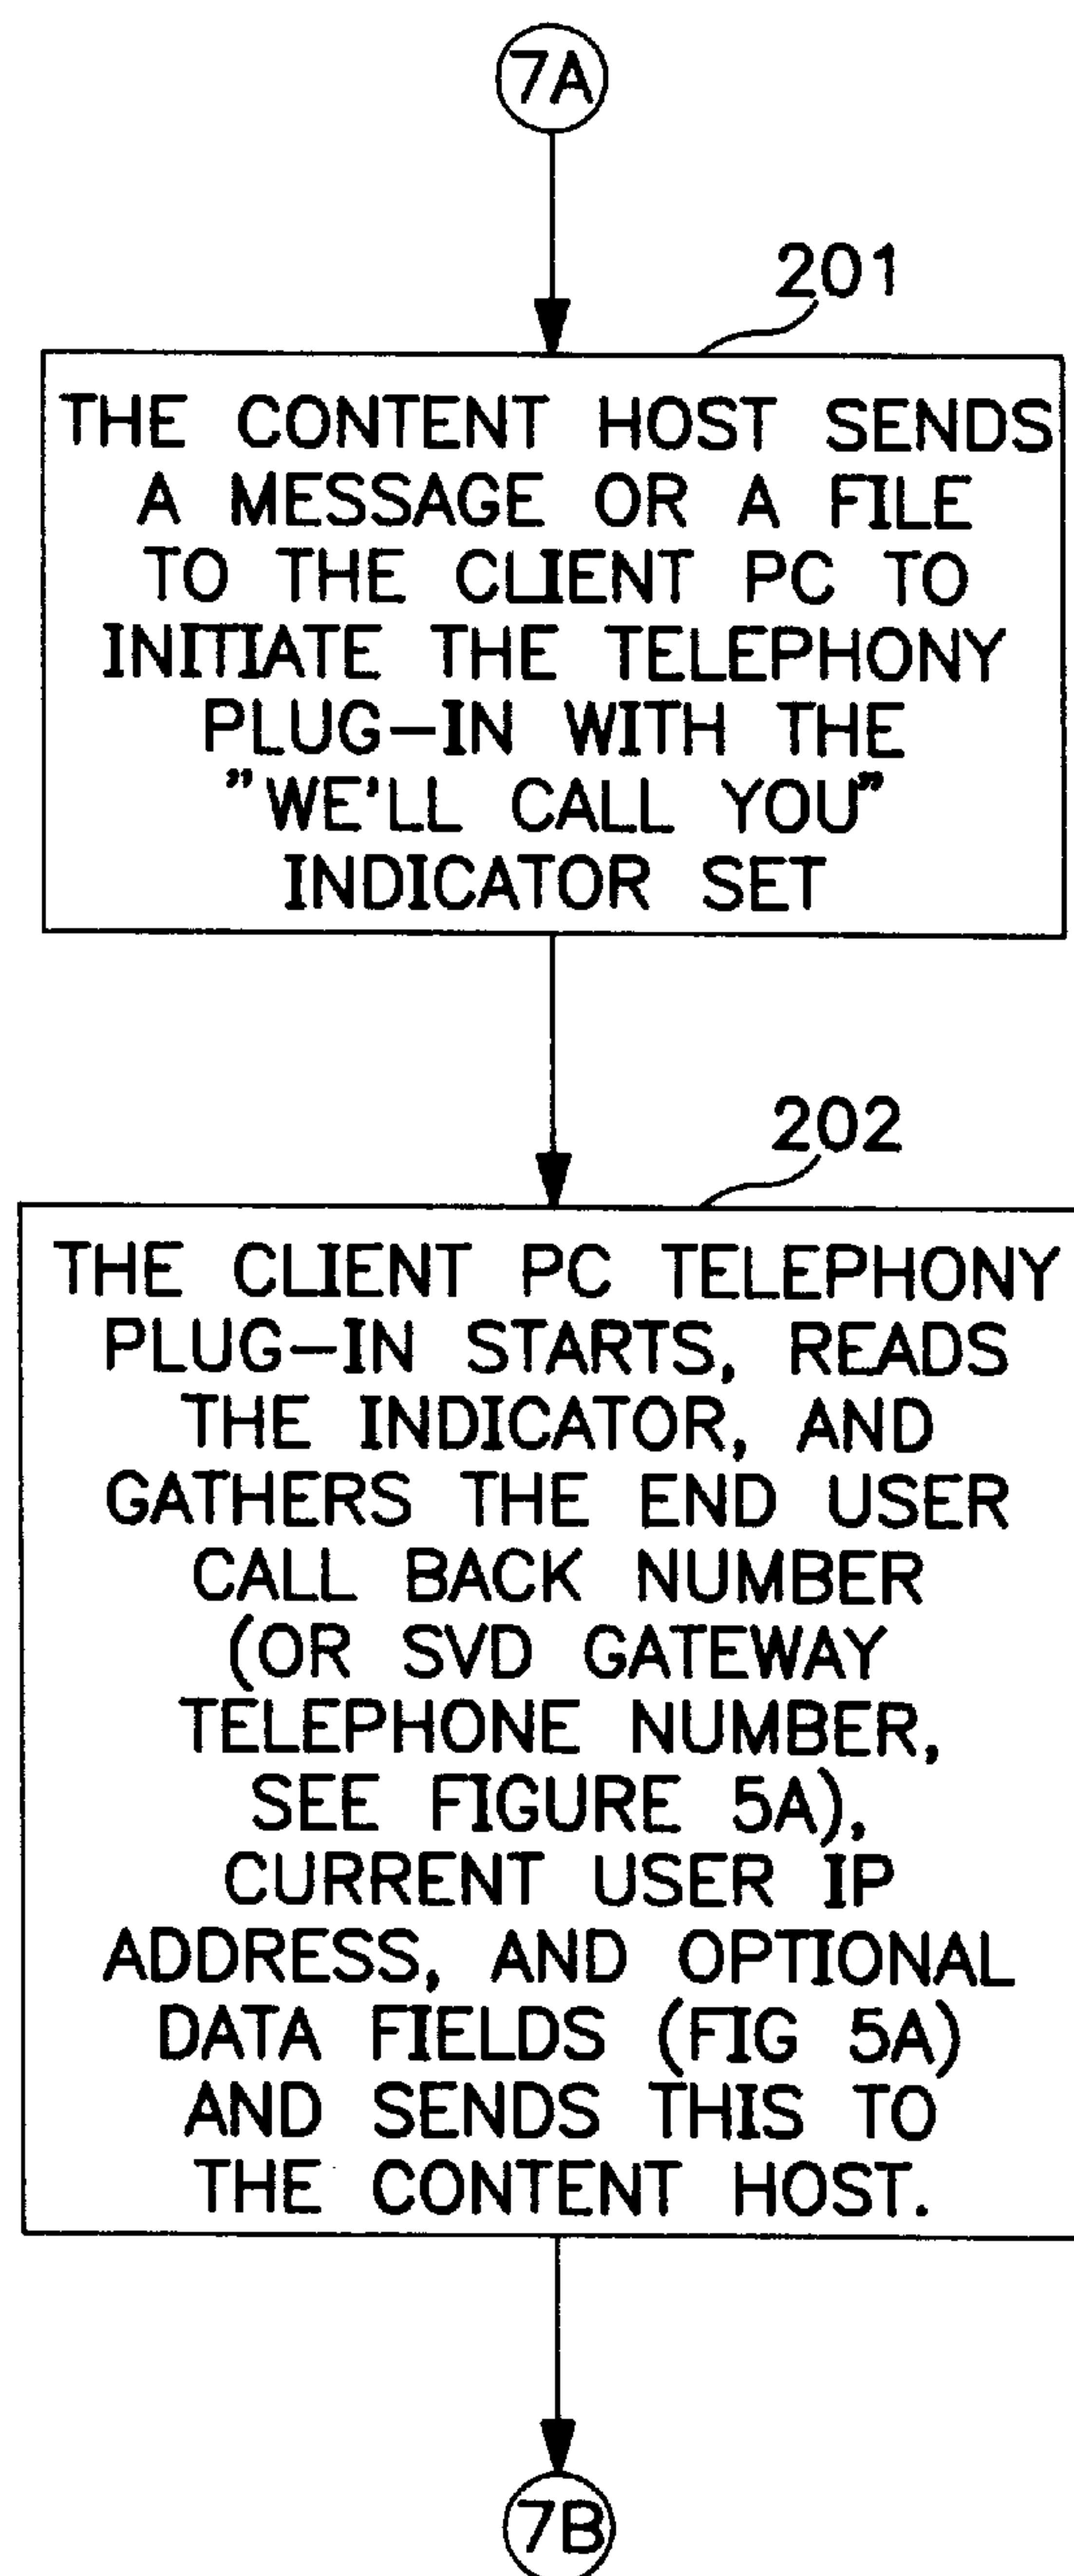 7A
201
THE CONTENT HOST SENDS
A MESSAGE OR A FILE
TO THE CLIENT PC TO
INITIATE THE TELEPHONY
PLUG-IN WITH THE
"WE'LL CALL YOU"
INDICATOR SET
202
THE CLIENT PC TELEPHONY
PLUG-IN STARTS, READS
THE INDICATOR, AND
GATHERS THE END USER
CALL BACK NUMBER
(OR SVD GATEWAY
TELEPHONE NUMBER,
SEE FIGURE 5A),
CURRENT USER IP
ADDRESS, AND OPTIONAL
DATA FIELDS (FIG 5A)
AND SENDS THIS TO
THE CONTENT HOST.
7B